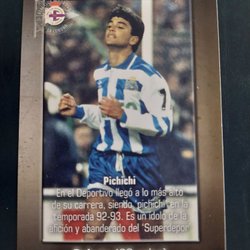 Pichichi
En el Deportivo llegó a lo más alto
de su carrera, siendo 'pichichi' en la
temporada 92-93. Es un ídolo de la
afición y abanderado del 'Superdepor'